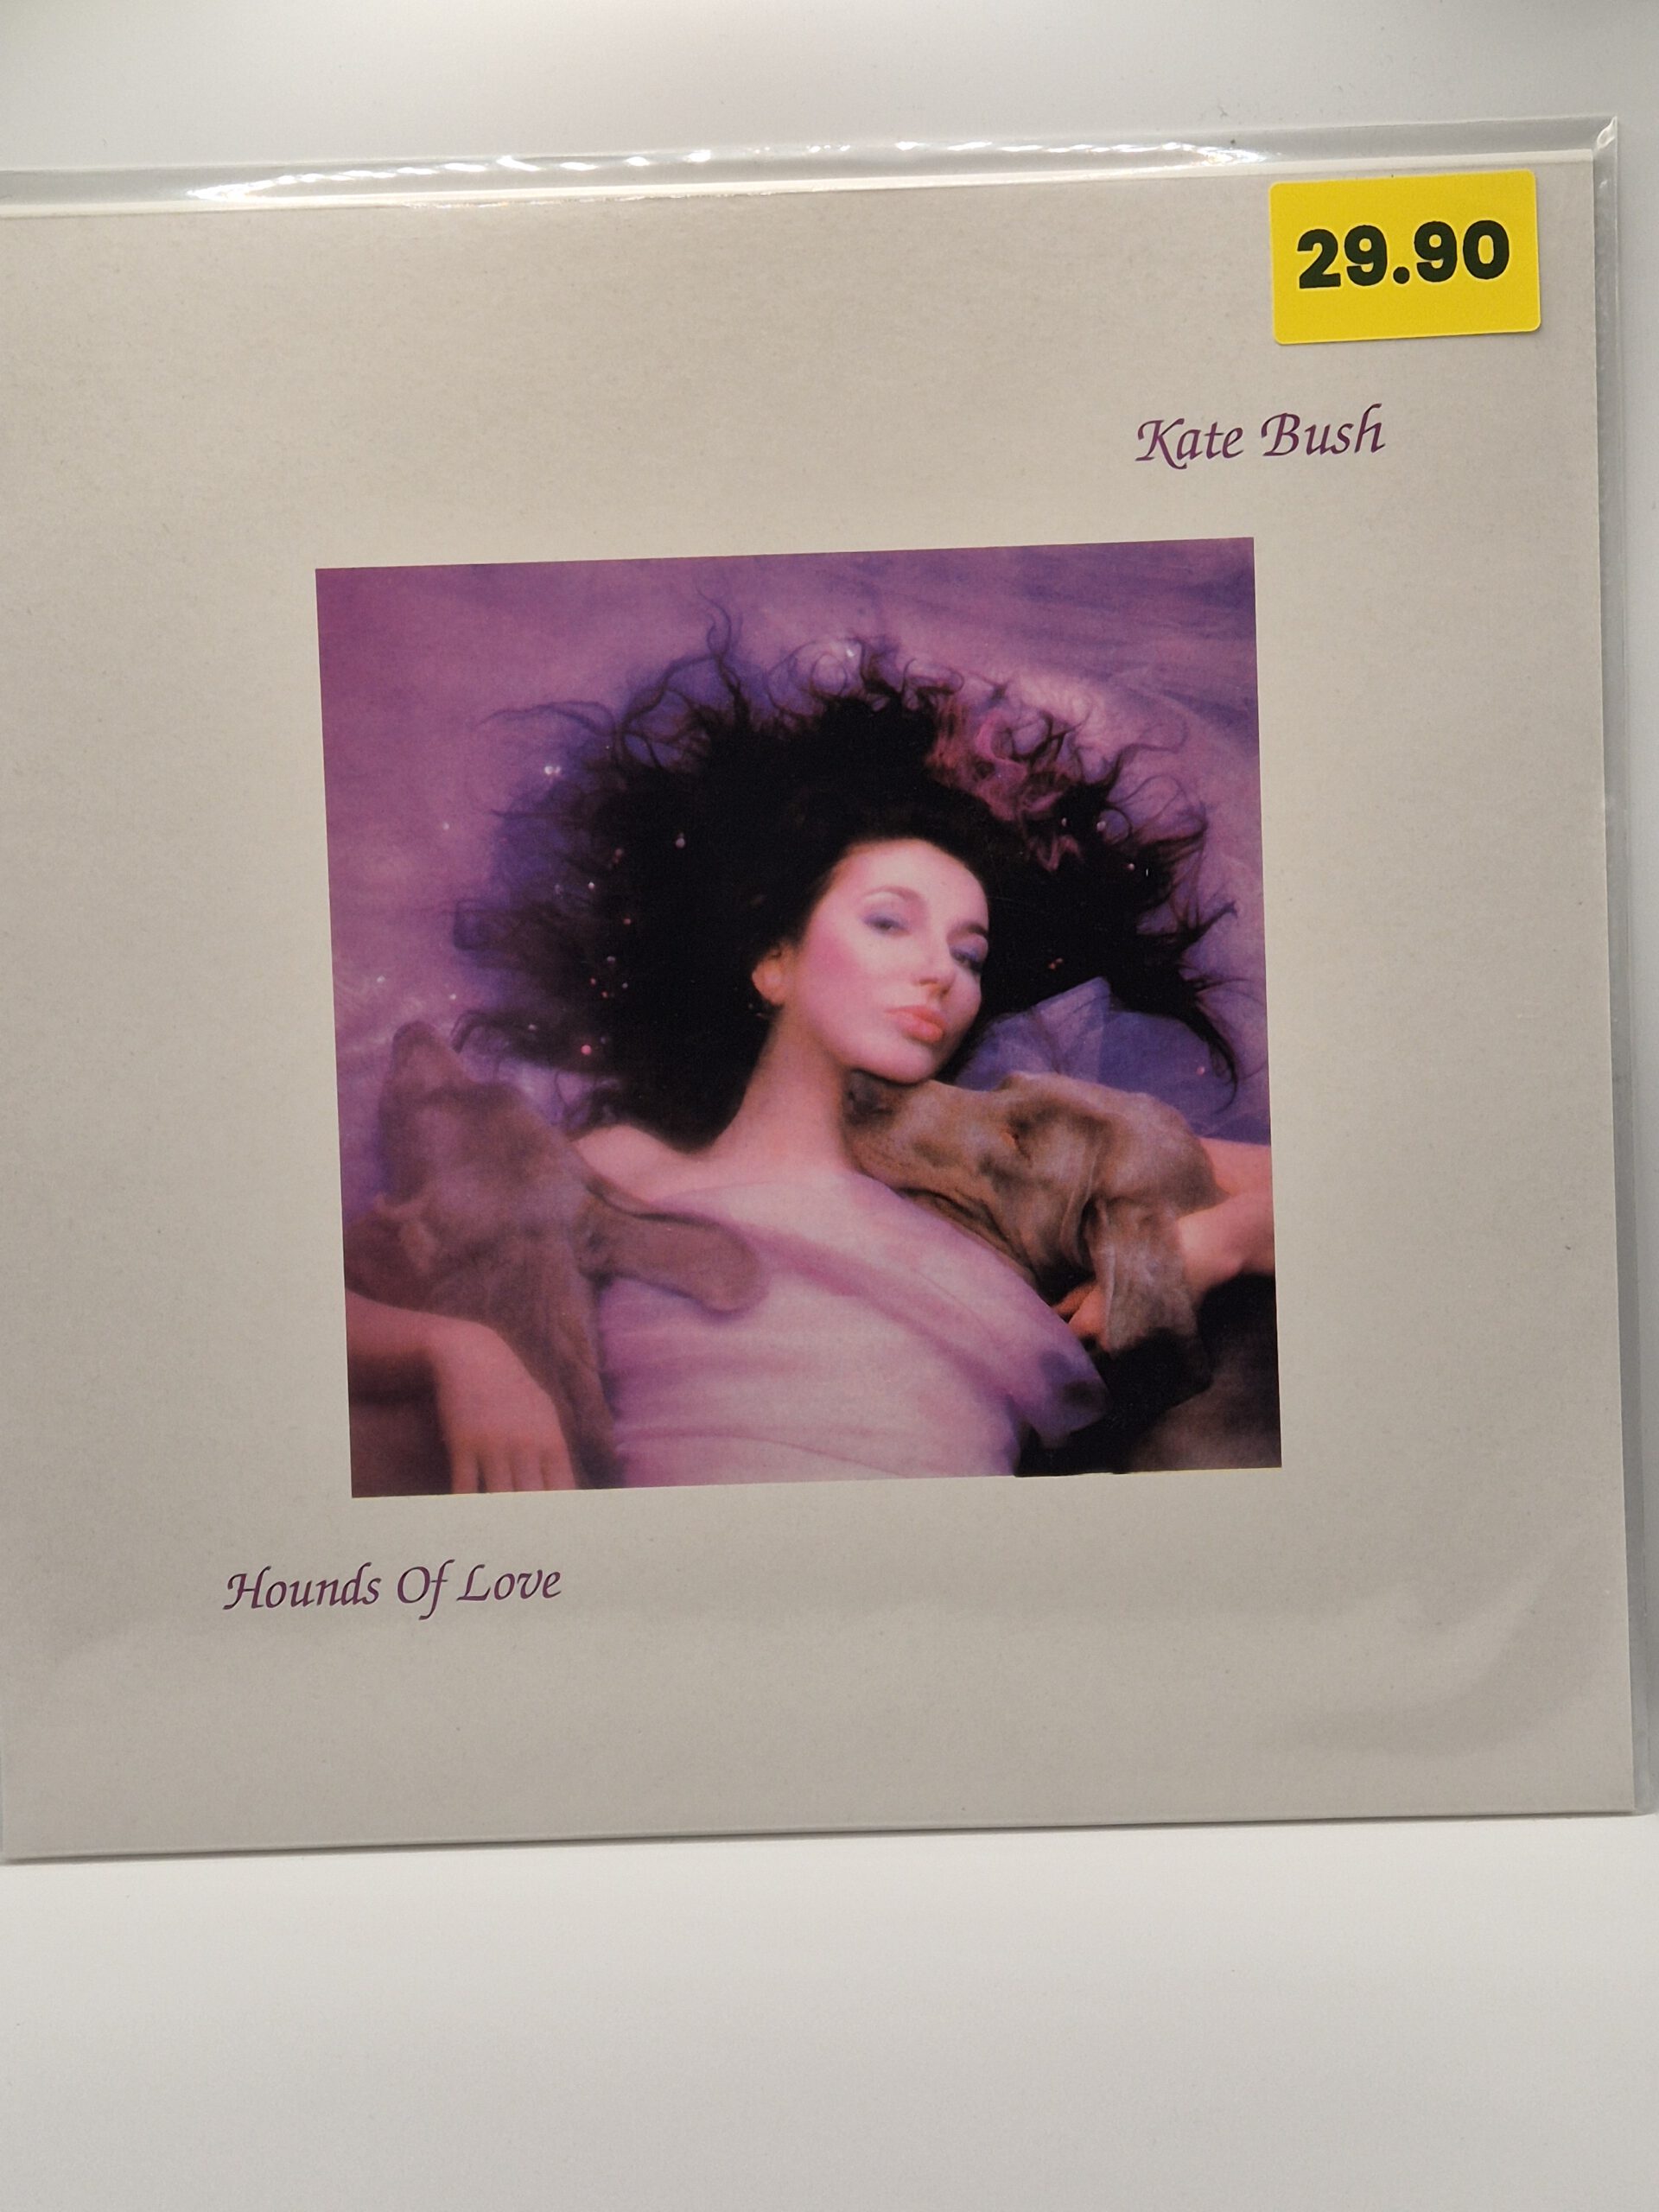 29.90
Kate Bush
Hounds Of Love